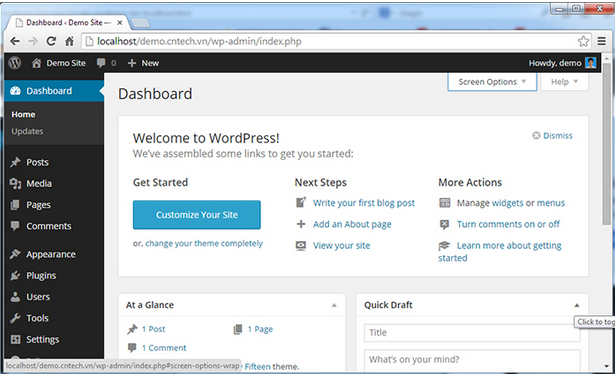 Dashboard ‹ Demo Site —
localhost/demo.cntech.vn/wp-admin/index.php
Demo Site 0 + New Howdy, demo
Dashboard
Home
Updates
Posts
Media
Pages
Comments
Appearance
Plugins
Users
Tools
Settings
Screen Options Help
Dashboard
Welcome to WordPress!
Dismiss
We've assembled some links to get you started:
Get Started
Customize Your Site
or, change your theme completely
Next Steps
Write your first blog post
Add an About page
View your site
More Actions
Manage widgets or menus
Turn comments on or off
Learn more about getting
started
At a Glance
1 Post 1 Page
1 Comment
Fifteen theme.
Quick Draft
Title
What's on your mind?
Click to tog
localhost/demo.cntech.vn/wp-admin/index.php#screen-options-wrap